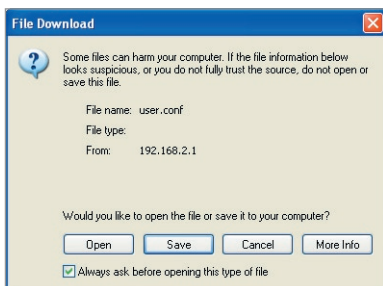 File Download
Some files can harm your computer. If the file information below
looks suspicious, or you do not fully trust the source, do not open or
save this file.
File name: user.conf
File type:
From: 192.168.2.1
Would you like to open the file or save it to your computer?
Open Save Cancel More Info
Always ask before opening this type of file